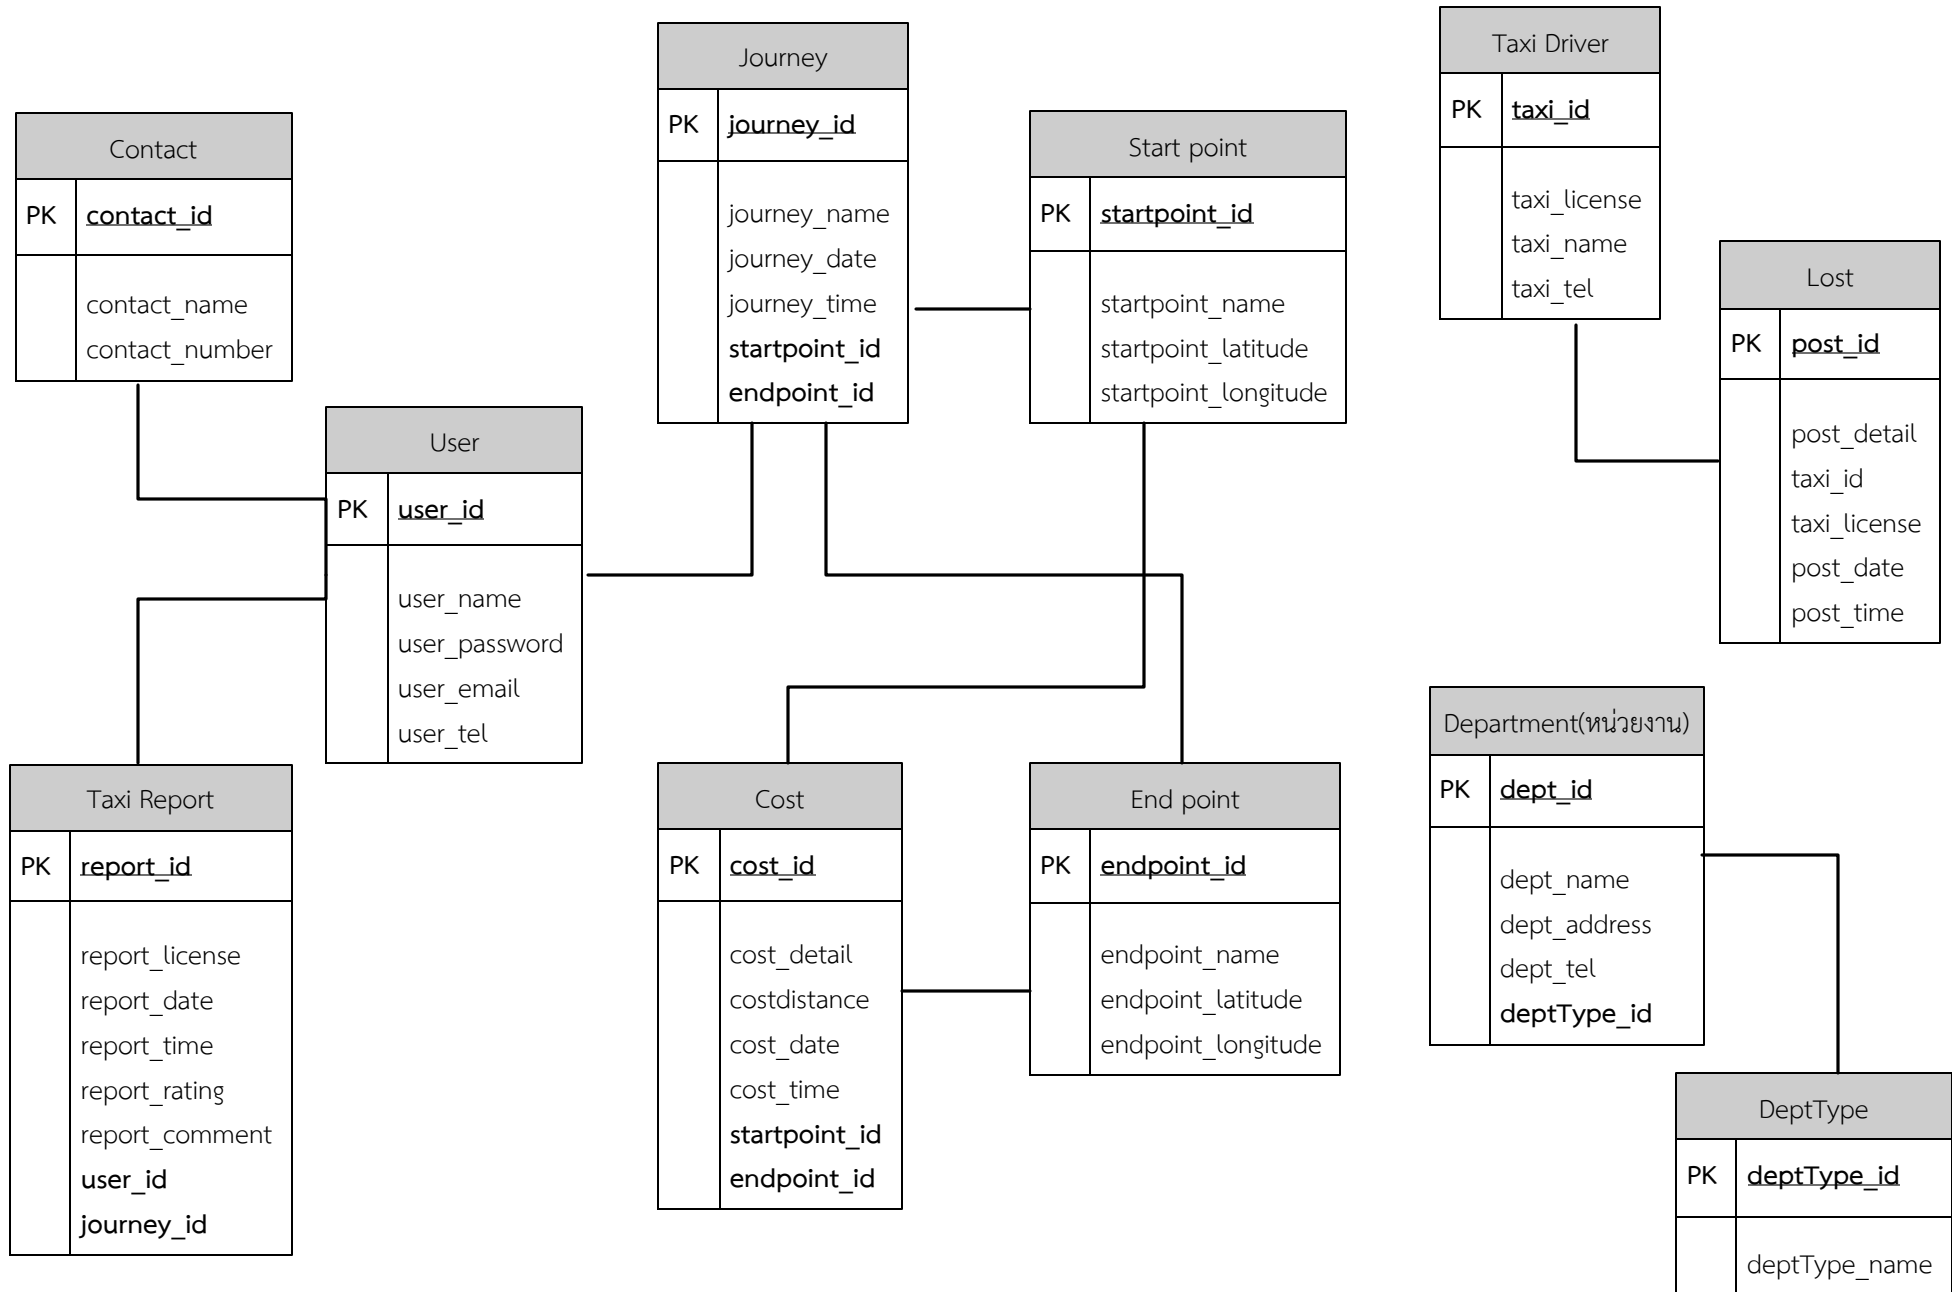 Contact
PK contact_id
contact_name
contact_number
User
PK user_id
user_name
user_password
user_email
user_tel
Taxi Report
PK report_id
report_license
report_date
report_time
report_rating
report_comment
user_id
journey_id
Journey
PK journey_id
journey_name
journey_date
journey_time
startpoint_id
endpoint_id
Start point
PK startpoint_id
startpoint_name
startpoint_latitude
startpoint_longitude
Cost
PK cost_id
cost_detail
costdistance
cost_date
cost_time
startpoint_id
endpoint_id
End point
PK endpoint_id
endpoint_name
endpoint_latitude
endpoint_longitude
Taxi Driver
PK taxi_id
taxi_license
taxi_name
taxi_tel
Lost
PK post_id
post_detail
taxi_id
taxi_license
post_date
post_time
Department(หน่วยงาน)
PK dept_id
dept_name
dept_address
dept_tel
deptType_id
DeptType
PK deptType_id
deptType_name